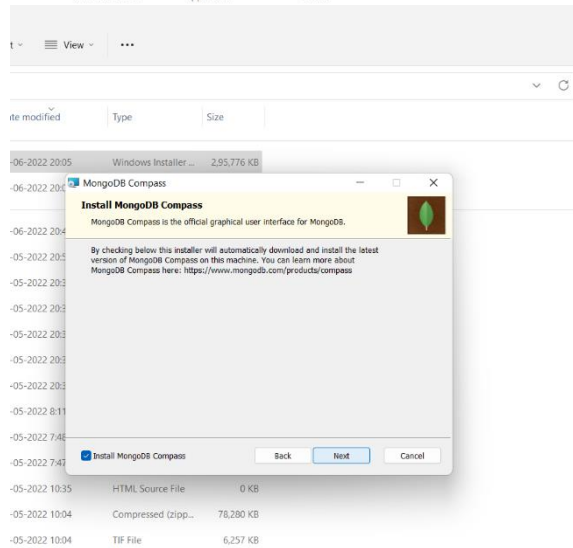 View
Date modified Type Size
-06-2022 20:05 Windows Installer ... 2,95,776 KB
-06-2022 20:0
MongoDB Compass
Install MongoDB Compass
MongoDB Compass is the official graphical user interface for MongoDB.
-06-2022 20:4
By checking below this installer will automatically download and install the latest
version of MongoDB Compass on this machine. You can learn more about
MongoDB Compass here: https://www.mongodb.com/products/compass
-05-2022 20:5
-05-2022 20:3
-05-2022 20:3
-05-2022 20:3
-05-2022 20:3
-05-2022 20:3
-05-2022 8:11
-05-2022 7:48
-05-2022 7:47
Install MongoDB Compass Back Next Cancel
-05-2022 10:35 HTML Source File 0 KB
-05-2022 10:04 Compressed (zipp... 78,280 KB
-05-2022 10:04 TIF File 6,257 KB